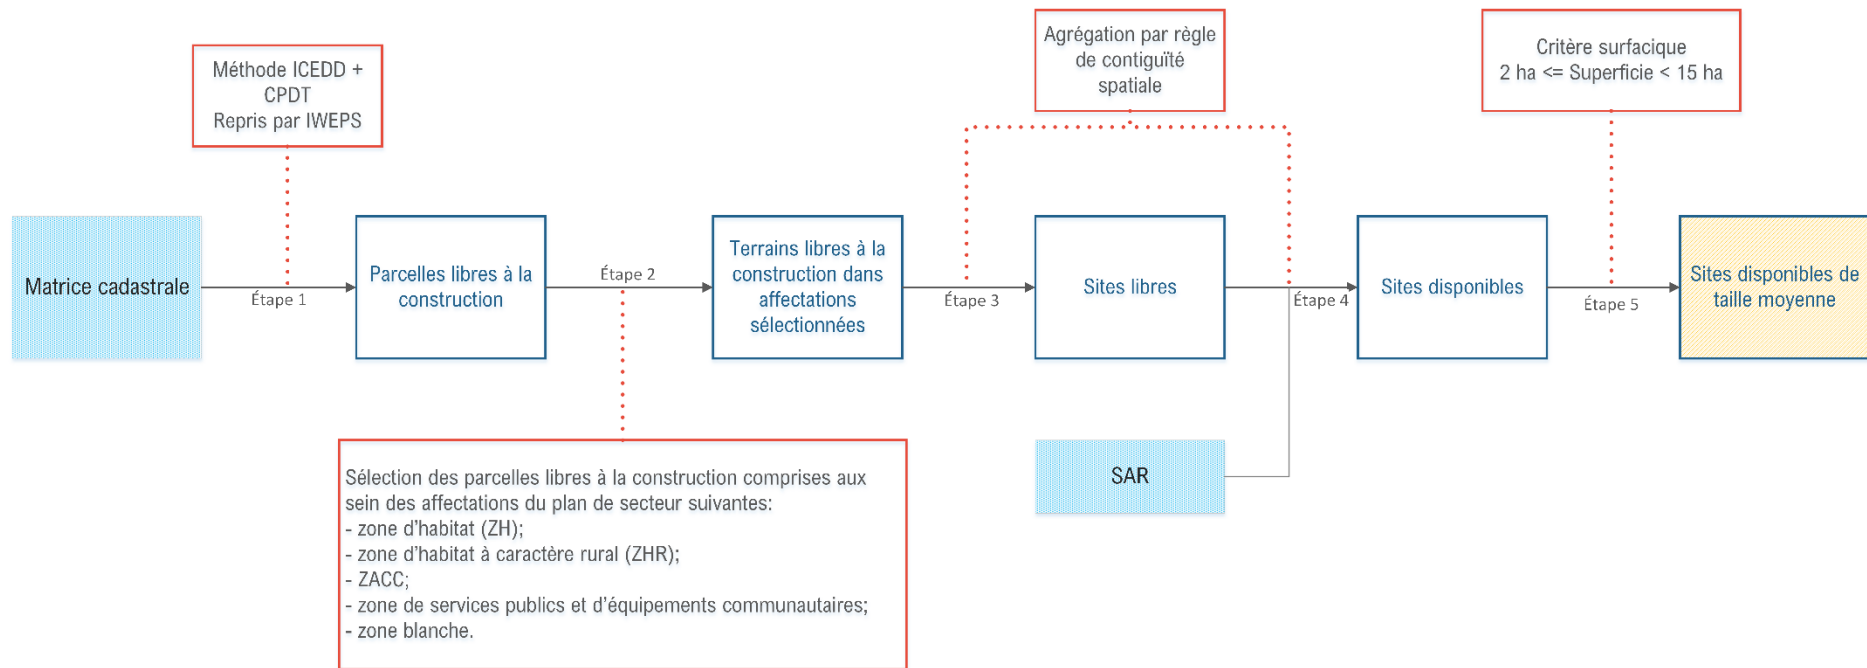 Méthode ICEDD +
CPDT
Repris par IWEPS
Agrégation par règle
de contiguïté
spatiale
Critère surfacique
2 ha <= Superficie < 15 ha
Matrice cadastrale
Étape 1
Parcelles libres à la
construction
Étape 2
Terrains libres à la
construction dans
affectations
sélectionnées
Étape 3
Sites libres
Étape 4
Sites disponibles
Étape 5
Sites disponibles de
taille moyenne
Sélection des parcelles libres à la construction comprises aux
sein des affectations du plan de secteur suivantes:
- zone d'habitat (ZH);
- zone d'habitat à caractère rural (ZHR);
- ZACC;
- zone de services publics et d'équipements communautaires;
- zone blanche.
SAR